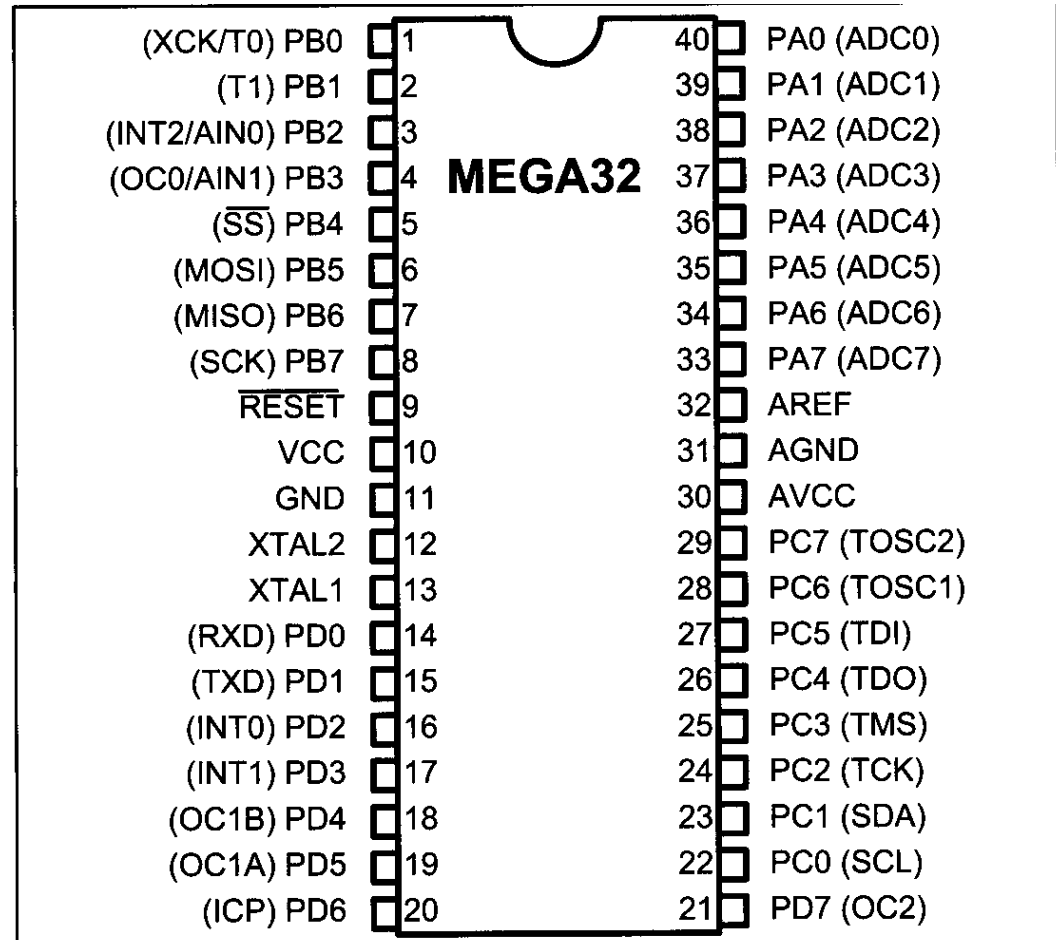 (XCK/T0) PB0 1 40 PA0 (ADC0)
(T1) PB1 2 39 PA1 (ADC1)
(INT2/AIN0) PB2 3 38 PA2 (ADC2)
(OC0/AIN1) PB3 4 MEGA32 37 PA3 (ADC3)
(SS) PB4 5 36 PA4 (ADC4)
(MOSI) PB5 6 35 PA5 (ADC5)
(MISO) PB6 7 34 PA6 (ADC6)
(SCK) PB7 8 33 PA7 (ADC7)
RESET 9 32 AREF
VCC 10 31 AGND
GND 11 30 AVCC
XTAL2 12 29 PC7 (TOSC2)
XTAL1 13 28 PC6 (TOSC1)
(RXD) PD0 14 27 PC5 (TDI)
(TXD) PD1 15 26 PC4 (TDO)
(INT0) PD2 16 25 PC3 (TMS)
(INT1) PD3 17 24 PC2 (TCK)
(OC1B) PD4 18 23 PC1 (SDA)
(OC1A) PD5 19 22 PC0 (SCL)
(ICP) PD6 20 21 PD7 (OC2)